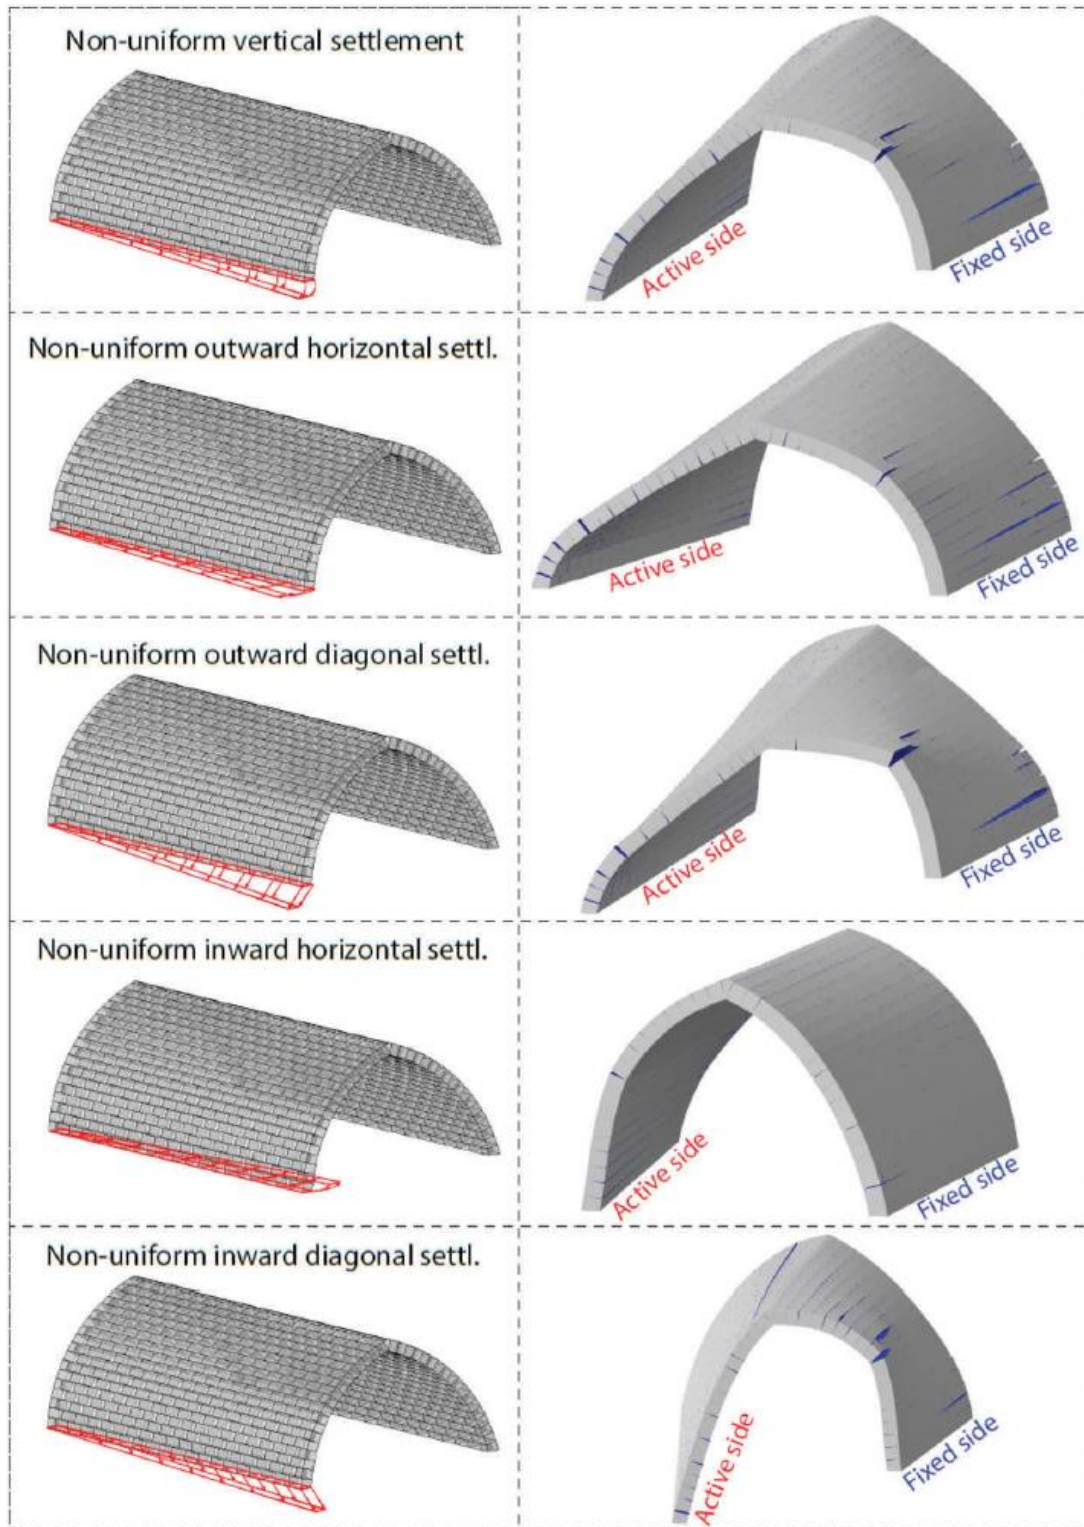 Non-uniform vertical settlement
Active side
Fixed side
Non-uniform outward horizontal settl.
Active side
Fixed side
Non-uniform outward diagonal settl.
Active side
Fixed side
Non-uniform inward horizontal settl.
Active side
Fixed side
Non-uniform inward diagonal settl.
Active side
Fixed side